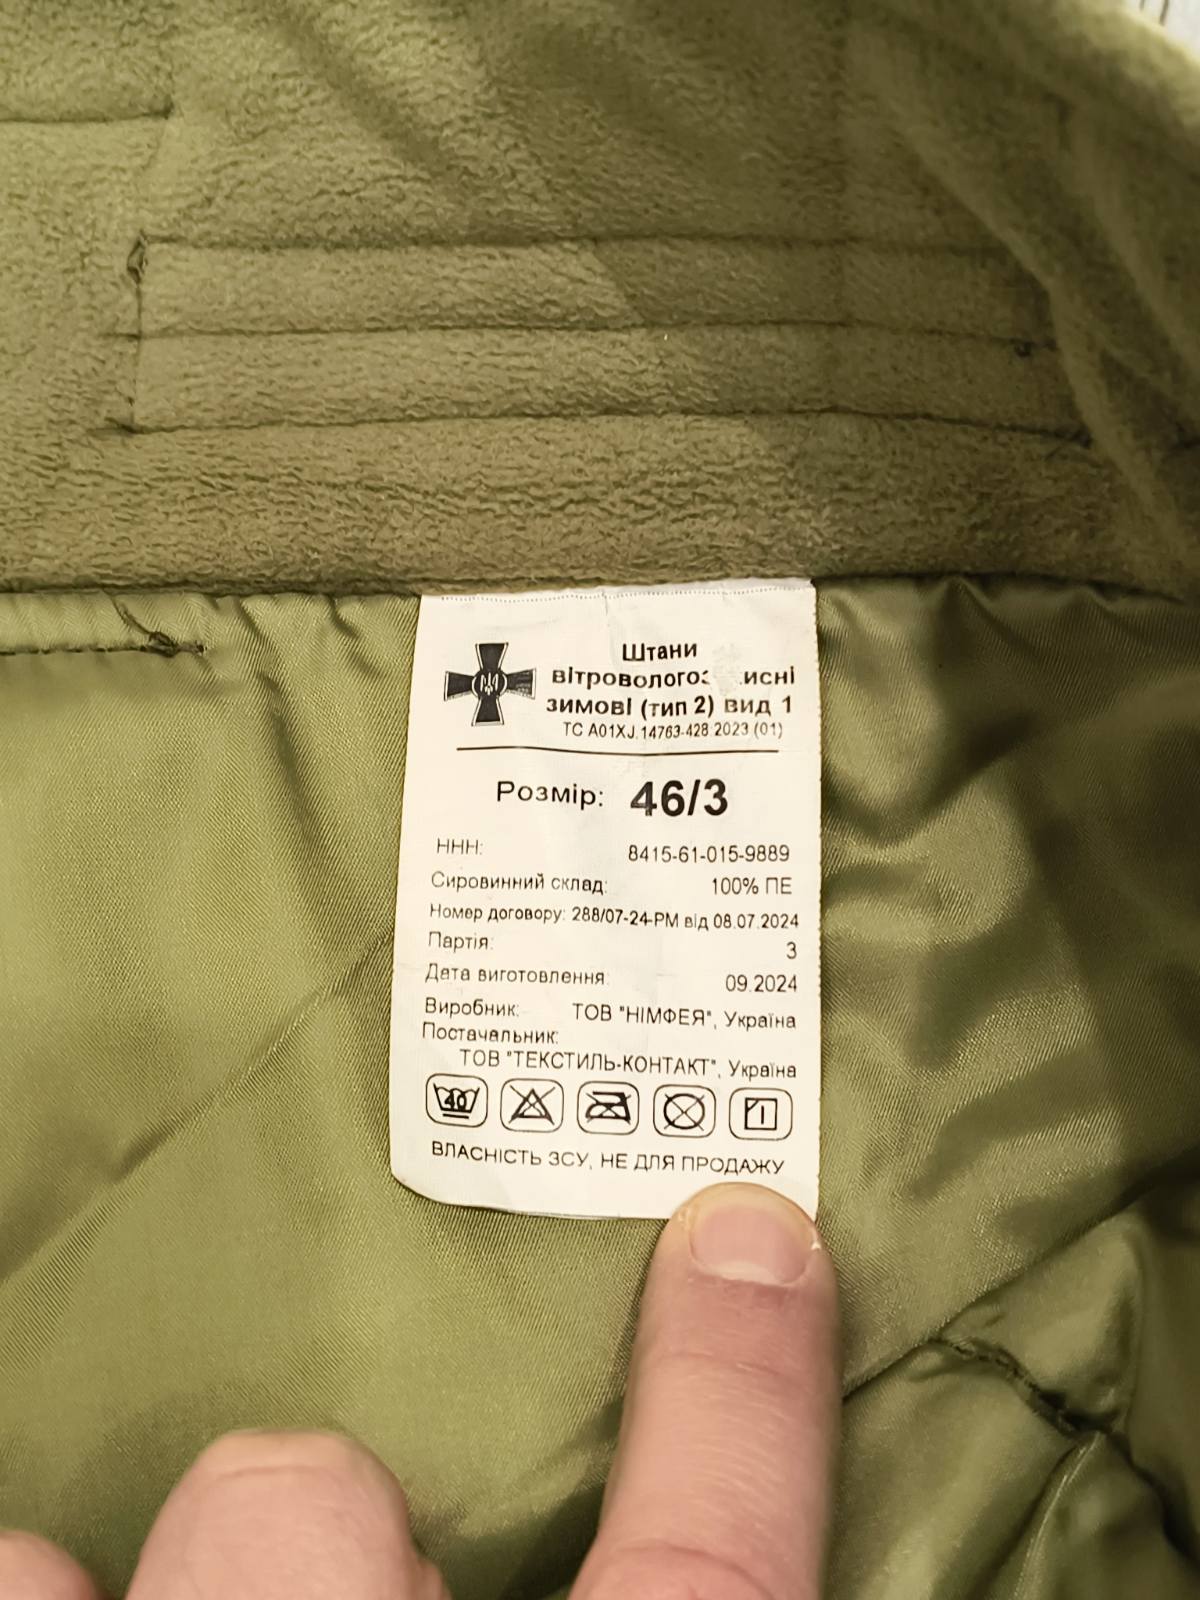 Штани
зимові (тип 2) вид 1
ТС А01XJ.14763-428:2023 (01)
Розмір: 46/3
ННН: 8415-61-015-9889
Сировинний склад: 100% ПЕ
Номер договору: 288/07-24-РМ від 08.07.2024
Партія: 3
Дата виготовлення: 09.2024
Виробник: ТОВ "НІМФЕЯ", Україна
Постачальник:
ТОВ "ТЕКСТИЛЬ-КОНТАКТ", Україна
40
ВЛАСНІСТЬ ЗСУ, НЕ ДЛЯ ПРОДАЖУ